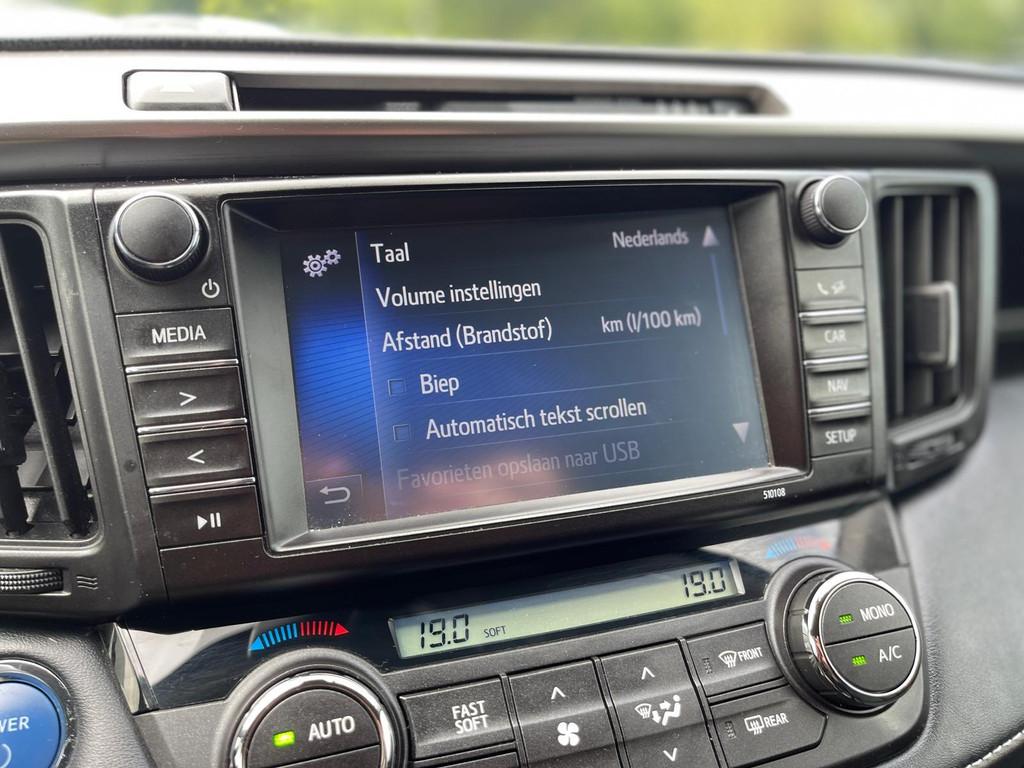 Taal Nederlands
Volume instellingen
Afstand (Brandstof) km (l/100 km)
Biep
Automatisch tekst scrollen
Favorieten opslaan naar USB
MEDIA
>
<
CAR
NAV
SETUP
510108
19.0 SOFT 19.0
AUTO
FAST
SOFT
FRONT
REAR
MONO
A/C
WER